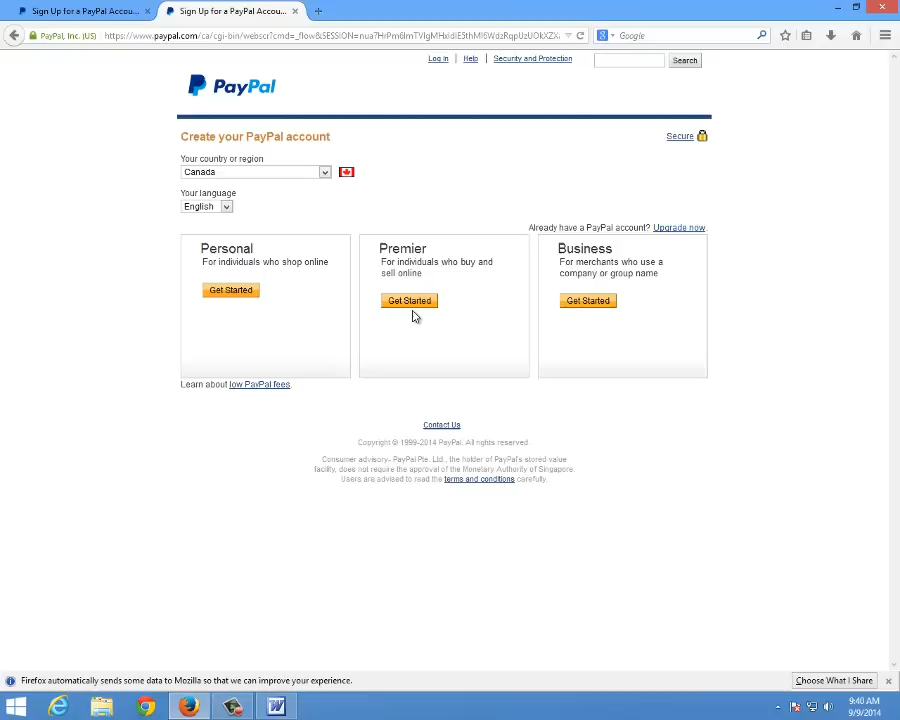 Sign Up for a PayPal Accou...
Sign Up for a PayPal Accou...
PayPal, Inc. (US)
Google
Log In | Help | Security and Protection
Search
PayPal
Create your PayPal account
Secure
Your country or region
Canada
Your language
English
Already have a PayPal account? Upgrade now.
Personal
For individuals who shop online
Get Started
Premier
For individuals who buy and
sell online
Get Started
Business
For merchants who use a
company or group name
Get Started
Learn about low PayPal fees.
Contact Us
Copyright © 1999-2014 PayPal. All rights reserved.
Consumer advisory- PayPal Pte. Ltd., the holder of PayPal's stored value
facility, does not require the approval of the Monetary Authority of Singapore.
Users are advised to read the terms and conditions carefully.
Firefox automatically sends some data to Mozilla so that we can improve your experience.
Choose What I Share
9:40 AM
9/9/2014